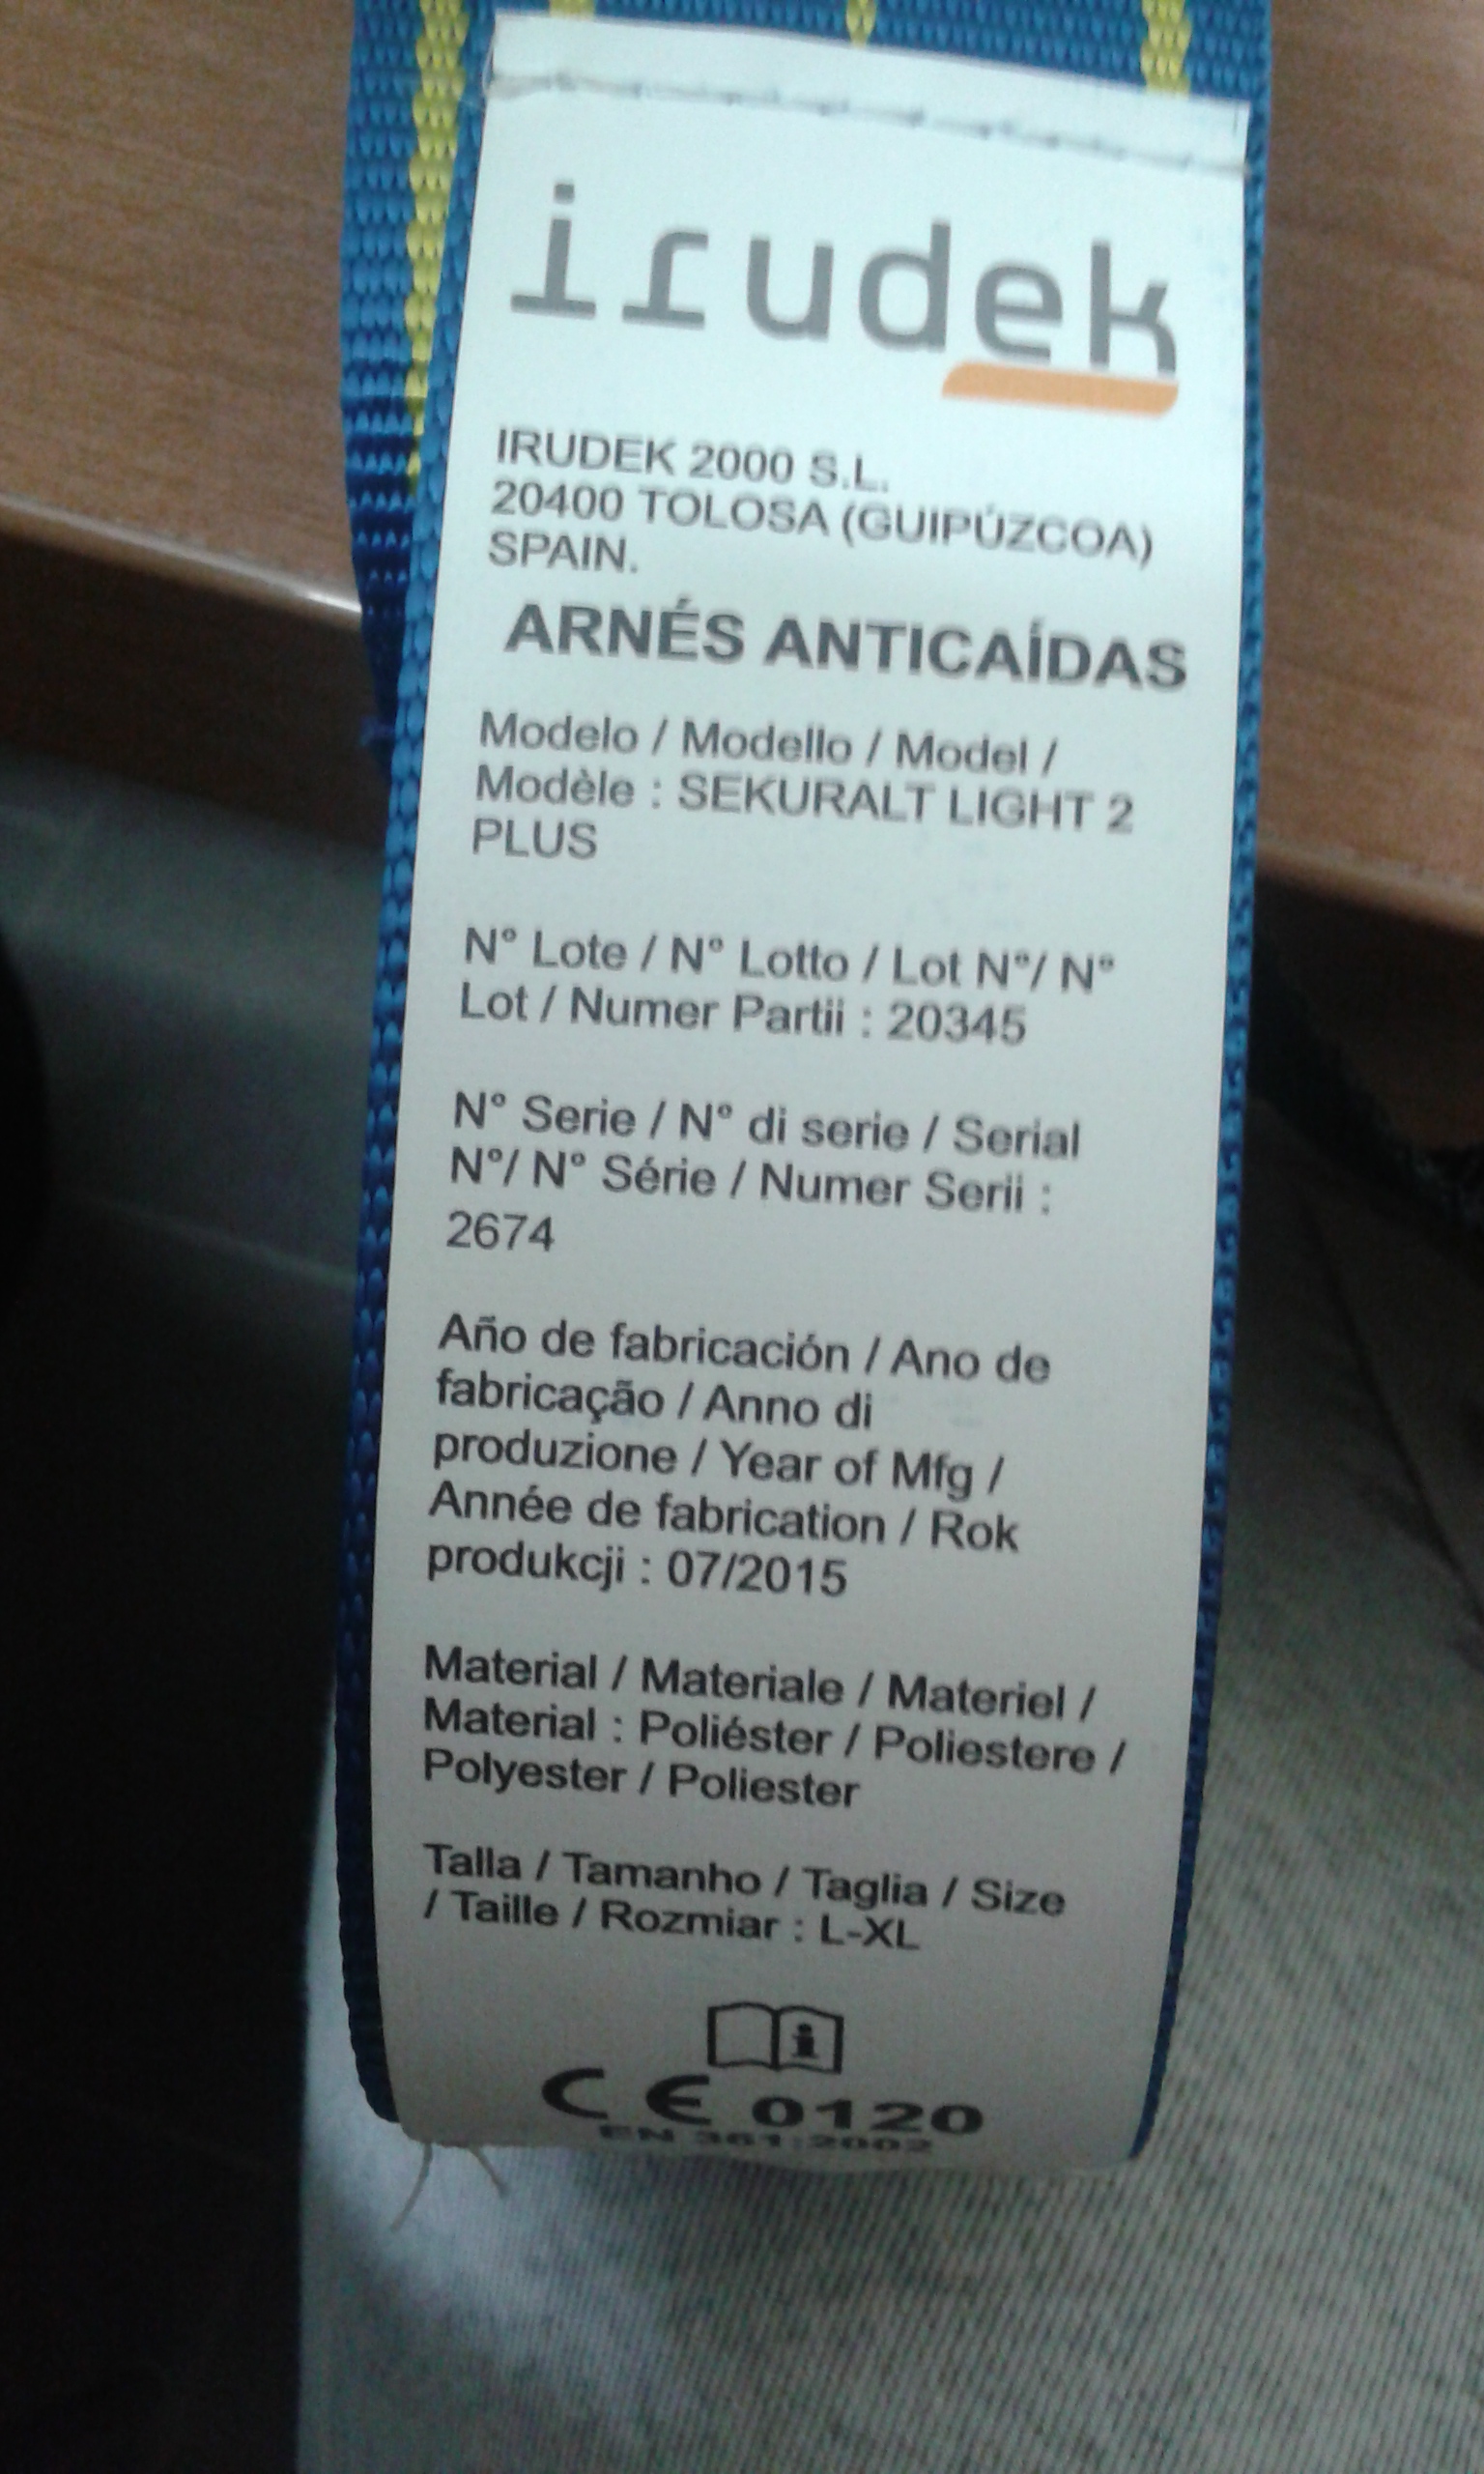 irudek
IRUDEK 2000 S.L.
20400 TOLOSA (GUIPÚZCOA)
SPAIN.
ARNÉS ANTICAÍDAS
Modelo / Modello / Model /
Modèle : SEKURALT LIGHT 2
PLUS
N° Lote / N° Lotto / Lot N°/ N°
Lot / Numer Partii : 20345
N° Serie / N° di serie / Serial
N°/ N° Série / Numer Serii :
2674
Año de fabricación / Ano de
fabricação / Anno di
produzione / Year of Mfg /
Année de fabrication / Rok
produkcji : 07/2015
Material / Materiale / Materiel /
Material : Poliéster / Poliestere /
Polyester / Poliester
Talla / Tamanho / Taglia / Size
/ Taille / Rozmiar : L-XL
i
CE 0120
EN 361:2002